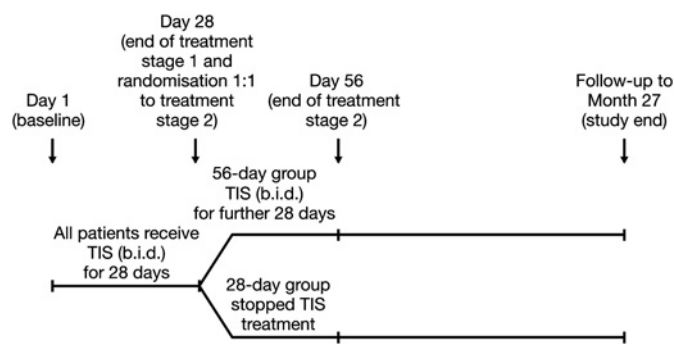 Day 1
(baseline)
Day 28
(end of treatment
stage 1 and
randomisation 1:1
to treatment
stage 2)
Day 56
(end of treatment
stage 2)
Follow-up to
Month 27
(study end)
All patients receive
TIS (b.i.d.)
for 28 days
56-day group
TIS (b.i.d.)
for further 28 days
28-day group
stopped TIS
treatment